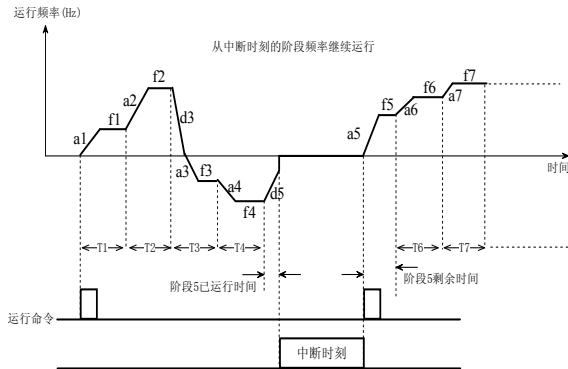 运行频率(Hz)
从中断时刻的阶段频率继续运行
f2
f7
f6
a2
f5
a7
f1
d3
a6
a1
a5
时间
a3
f3
a4
d5
f4
T1
T2
T3
T4
T6
T7
阶段5已运行时间
阶段5剩余时间
运行命令
中断时刻